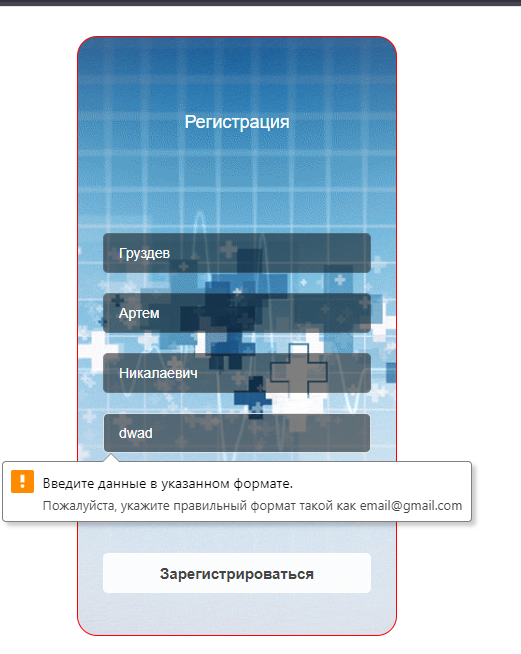 Регистрация
Груздев
Артем
Никалаевич
dwad
Введите данные в указанном формате.
Пожалуйста, укажите правильный формат такой как email@gmail.com
Зарегистрироваться